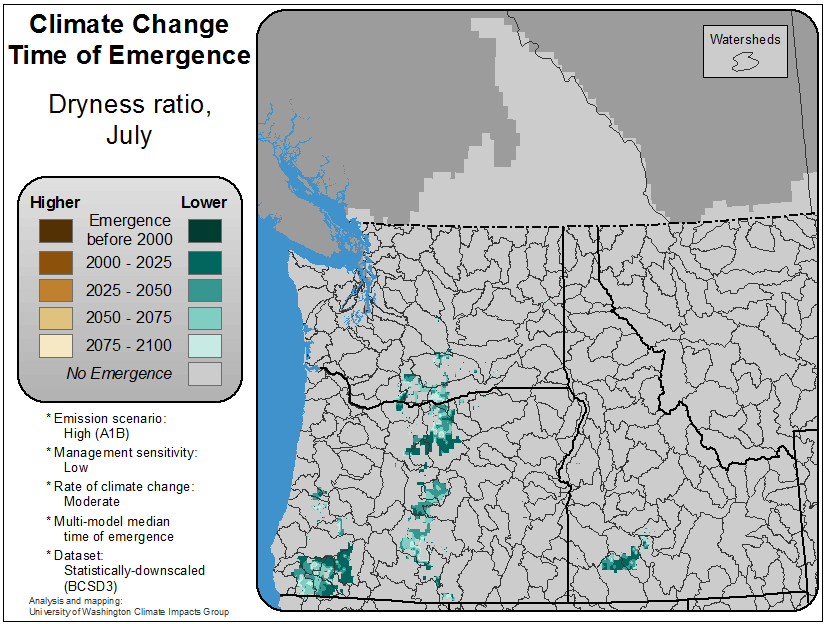 Climate Change
Time of Emergence
Dryness ratio,
July
Higher
Lower
Emergence
before 2000
2000 - 2025
2025 - 2050
2050 - 2075
2075 - 2100
No Emergence
* Emission scenario:
High (A1B)
* Management sensitivity:
Low
* Rate of climate change:
Moderate
* Multi-model median
time of emergence
* Dataset:
Statistically-downscaled
(BCSD3)
Analysis and mapping:
University of Washington Climate Impacts Group
Watersheds